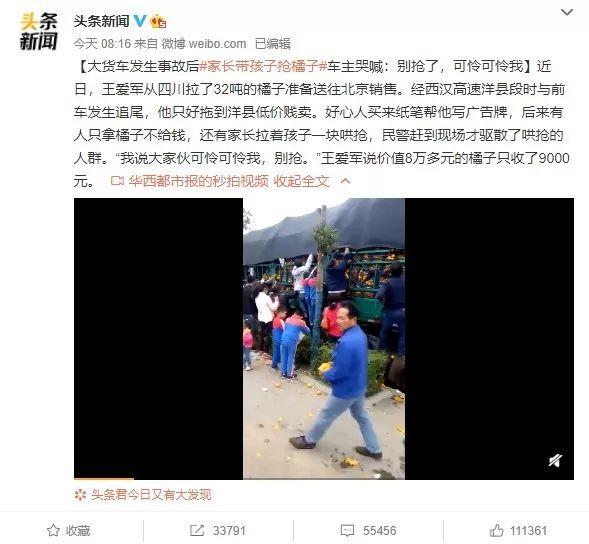 头条
新闻
头条新闻
今天 08:16 来自 微博 weibo.com 已编辑
【大货车发生事故后#家长带孩子抢橘子#车主哭喊：别抢了，可怜可怜我】近
日，王爱军从四川拉了32吨的橘子准备送往北京销售。经西汉高速洋县段时与前
车发生追尾，他只好拖到洋县低价贱卖。好心人买来纸笔帮他写广告牌，后来有
人只拿橘子不给钱，还有家长拉着孩子一块哄抢，民警赶到现场才驱散了哄抢的
人群。“我说大家伙可怜可怜我，别抢。”王爱军说价值8万多元的橘子只收了9000
元。 华西都市报的秒拍视频 收起全文
头条君今日又有大发现
收藏 33791 55456 111361